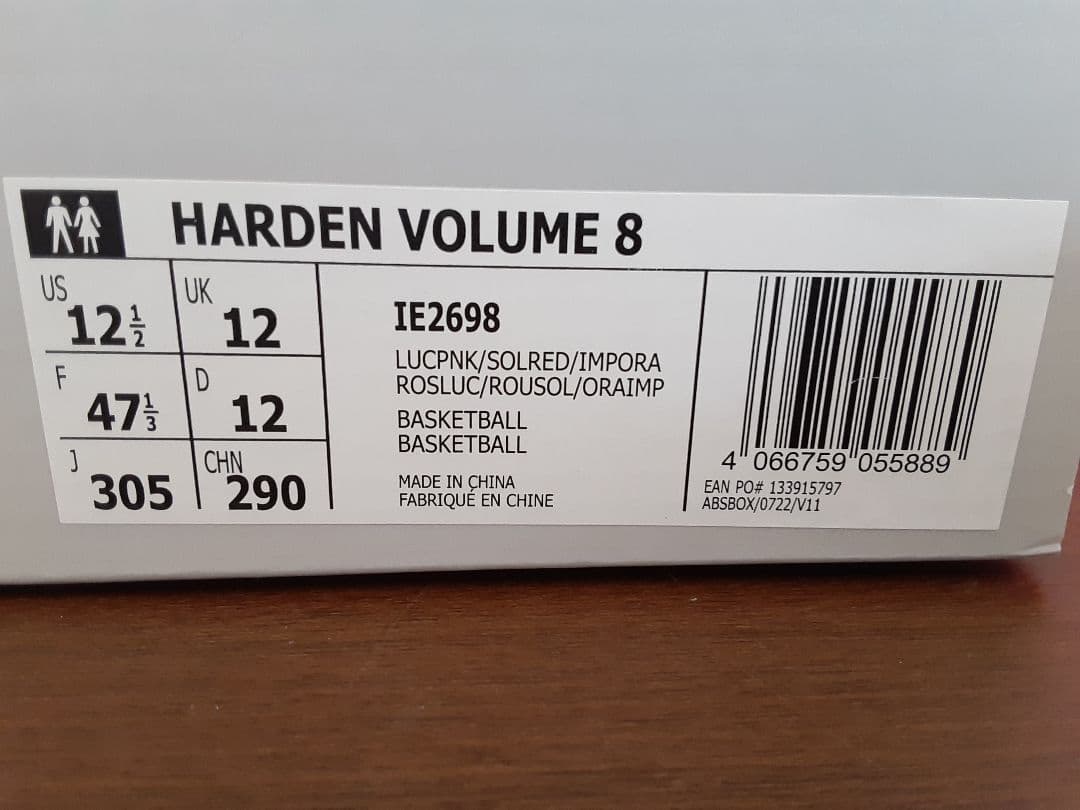 HARDEN VOLUME 8
US 12½ UK 12
F 47⅓ D 12
J 305 CHN 290
IE2698
LUCPNK/SOLRED/IMPORA
ROSLUC/ROUSOL/ORAIMP
BASKETBALL
BASKETBALL
MADE IN CHINA
FABRIQUÉ EN CHINE
4 066759 055889
EAN PO# 133915797
ABSBOX/0722/V11